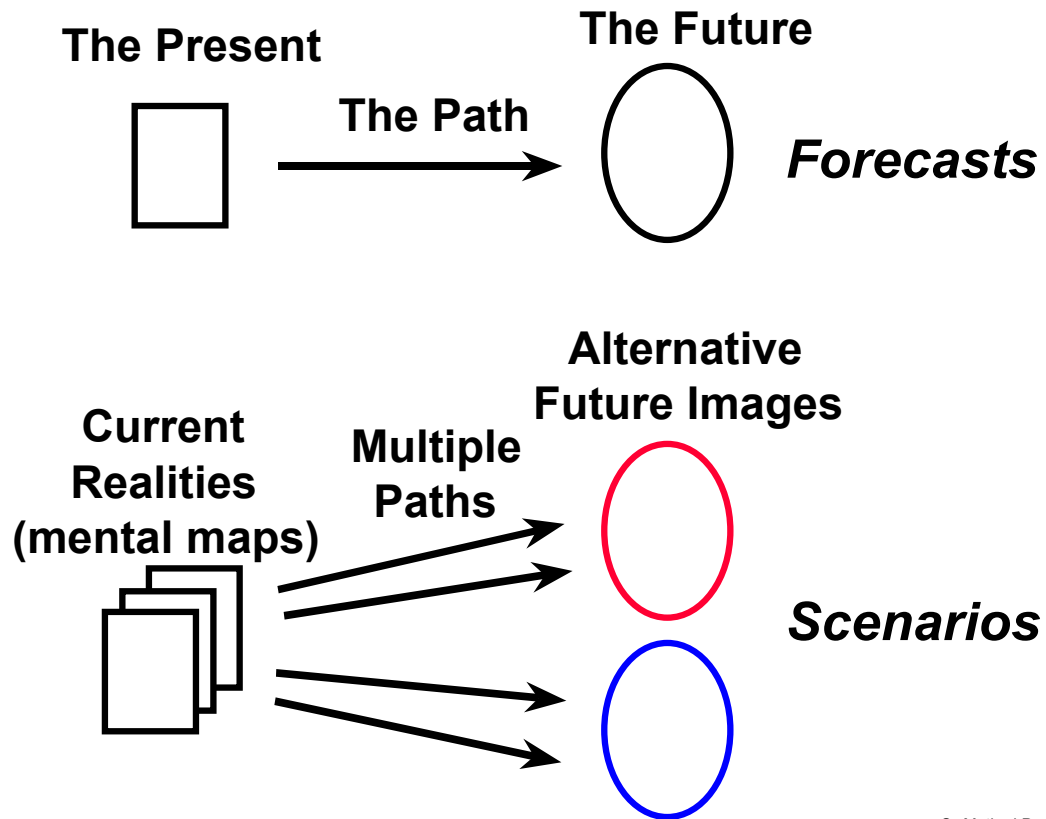 The Present
The Future
The Path
Forecasts
Alternative
Future Images
Current
Realities
(mental maps)
Multiple
Paths
Scenarios